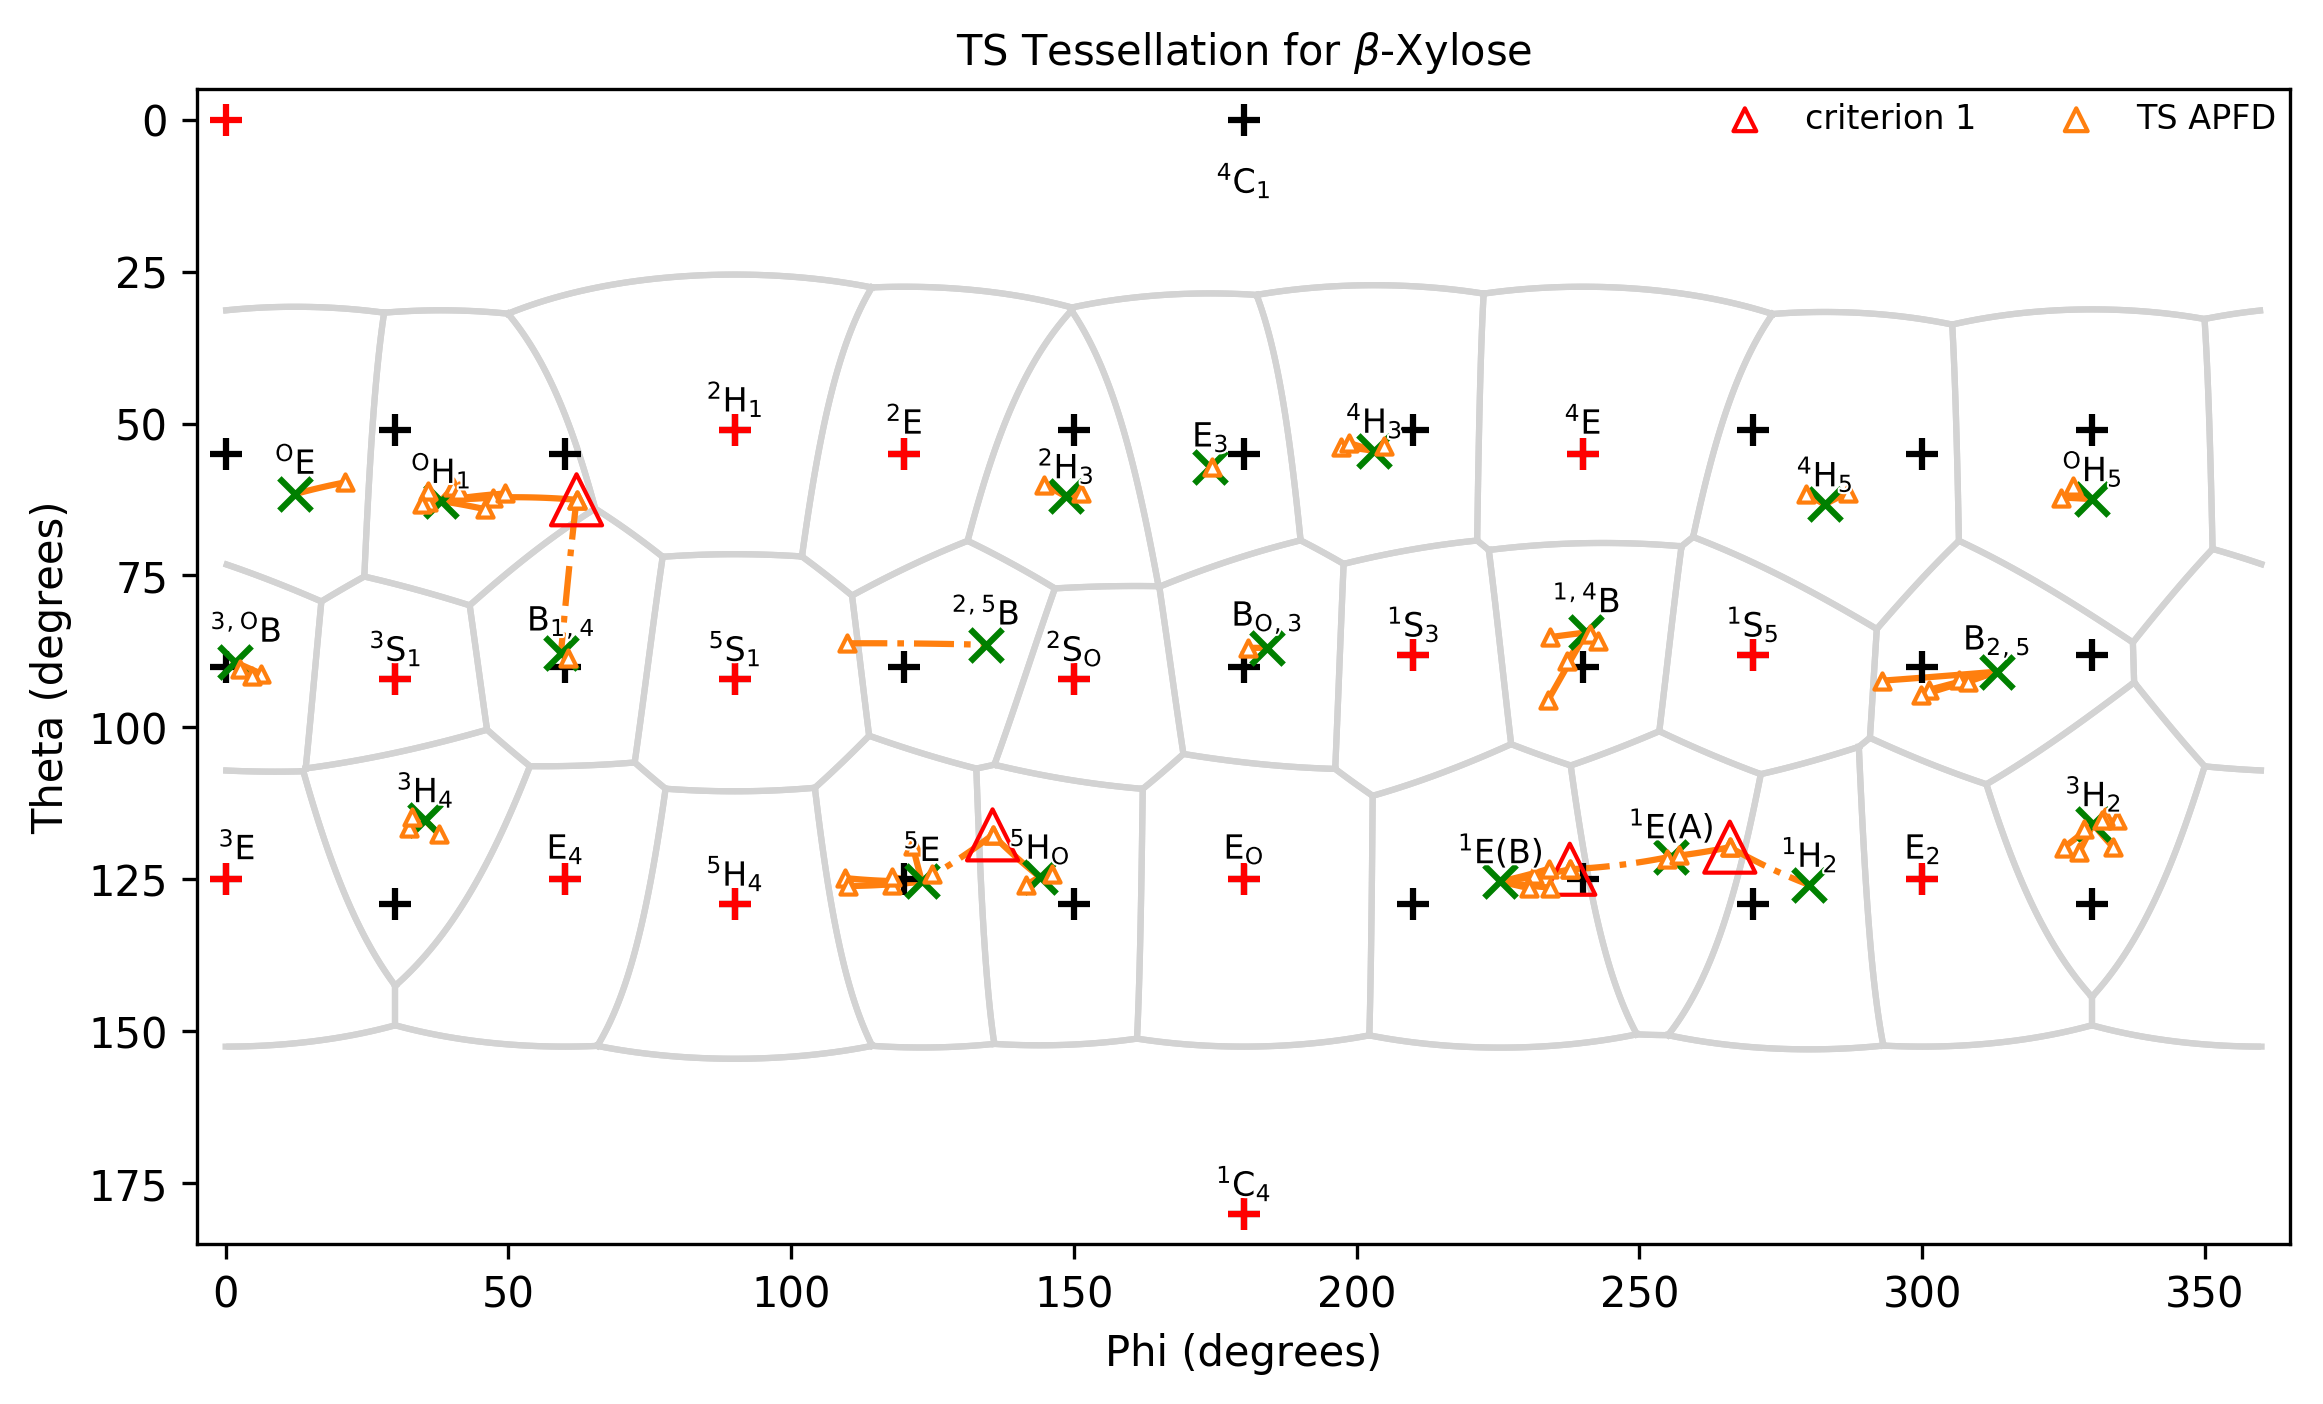 TS Tessellation for β-Xylose
criterion 1 TS APFD
⁴C₁
²H₁ ²E E₃ ⁴H₃ ⁴E
ᴼE ᴼH₁ ²H₃ ⁴H₅ ᴼH₅
³,ᴼB ³S₁ B₁,₄ ⁵S₁ ²,⁵B ²Sₒ Bₒ,₃ ¹S₃ ¹,⁴B ¹S₅ B₂,₅
³H₄ ³H₂
³E E₄ ⁵H₄ ⁵E ⁵Hₒ Eₒ ¹E(B) ¹E(A) ¹H₂ E₂
¹C₄
0
25
50
75
100
125
150
175
Theta (degrees)
0 50 100 150 200 250 300 350
Phi (degrees)